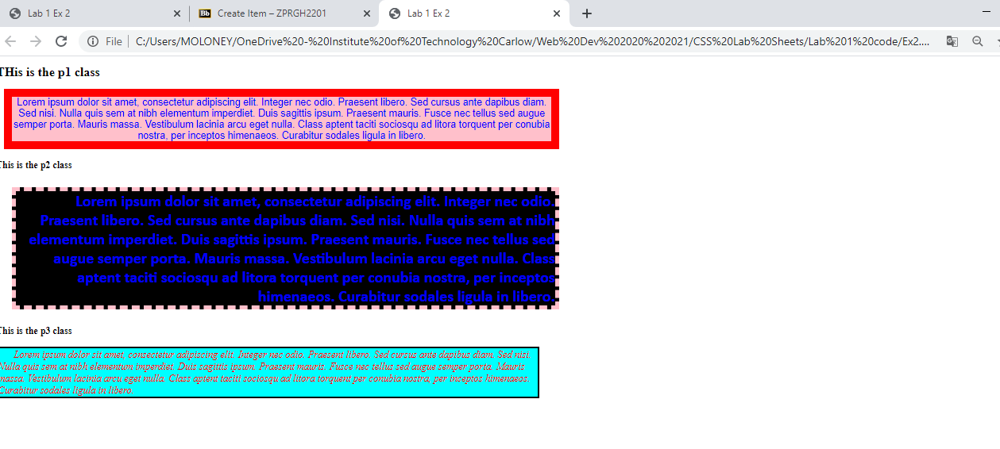 Lab 1 Ex 2
Bb Create Item – ZPRGH2201
Lab 1 Ex 2
File C:/Users/MOLONEY/OneDrive%20-%20Institute%20of%20Technology%20Carlow/Web%20Dev%202020%202021/CSS%20Lab%20Sheets/Lab%201%20code/Ex2....
THis is the p1 class
Lorem ipsum dolor sit amet, consectetur adipiscing elit. Integer nec odio. Praesent libero. Sed cursus ante dapibus diam.
Sed nisi. Nulla quis sem at nibh elementum imperdiet. Duis sagittis ipsum. Praesent mauris. Fusce nec tellus sed augue
semper porta. Mauris massa. Vestibulum lacinia arcu eget nulla. Class aptent taciti sociosqu ad litora torquent per conubia
nostra, per inceptos himenaeos. Curabitur sodales ligula in libero.
This is the p2 class
Lorem ipsum dolor sit amet, consectetur adipiscing elit. Integer nec odio.
Praesent libero. Sed cursus ante dapibus diam. Sed nisi. Nulla quis sem at nibh
elementum imperdiet. Duis sagittis ipsum. Praesent mauris. Fusce nec tellus sed
augue semper porta. Mauris massa. Vestibulum lacinia arcu eget nulla. Class
aptent taciti sociosqu ad litora torquent per conubia nostra, per inceptos
himenaeos. Curabitur sodales ligula in libero.
This is the p3 class
Lorem ipsum dolor sit amet, consectetur adipiscing elit. Integer nec odio. Praesent libero. Sed cursus ante dapibus diam. Sed nisi.
Nulla quis sem at nibh elementum imperdiet. Duis sagittis ipsum. Praesent mauris. Fusce nec tellus sed augue semper porta. Mauris
massa. Vestibulum lacinia arcu eget nulla. Class aptent taciti sociosqu ad litora torquent per conubia nostra, per inceptos himenaeos.
Curabitur sodales ligula in libero.